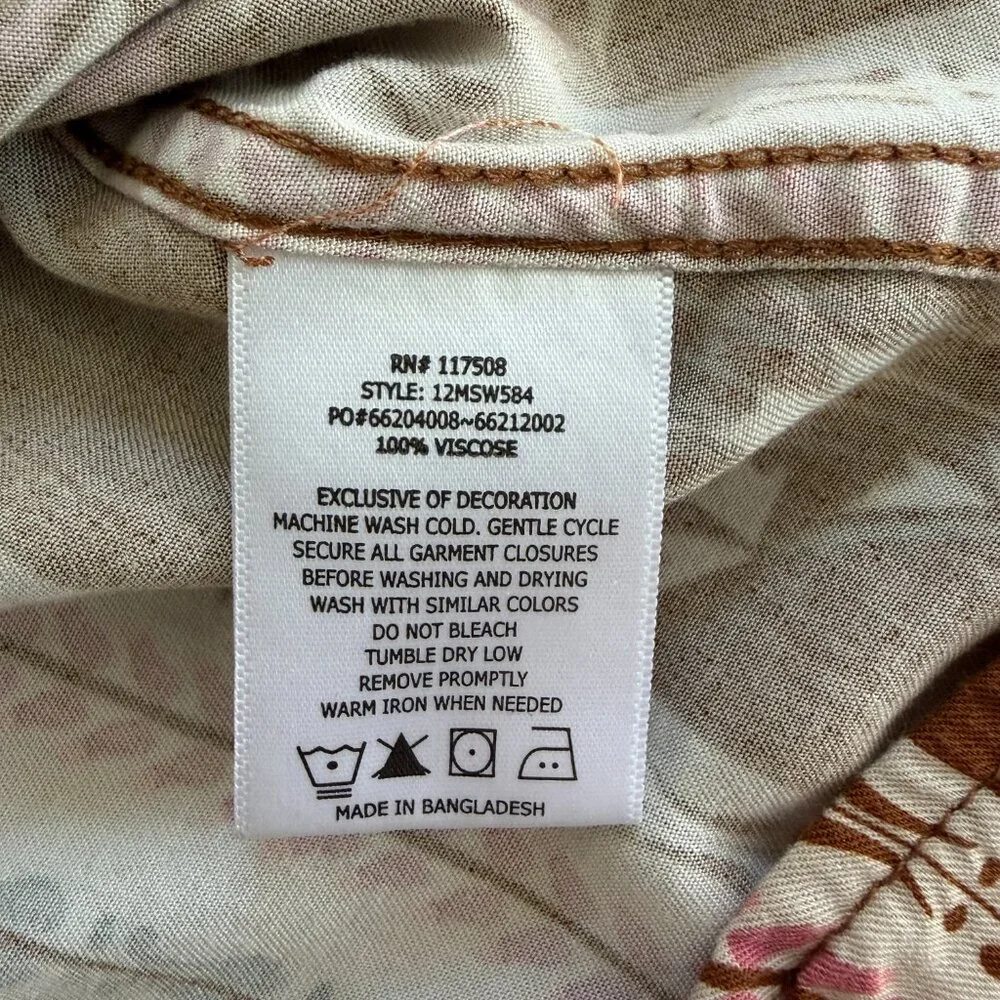 RN# 117508
STYLE: 12MSW584
PO#66204008~66212002
100% VISCOSE
EXCLUSIVE OF DECORATION
MACHINE WASH COLD. GENTLE CYCLE
SECURE ALL GARMENT CLOSURES
BEFORE WASHING AND DRYING
WASH WITH SIMILAR COLORS
DO NOT BLEACH
TUMBLE DRY LOW
REMOVE PROMPTLY
WARM IRON WHEN NEEDED
MADE IN BANGLADESH